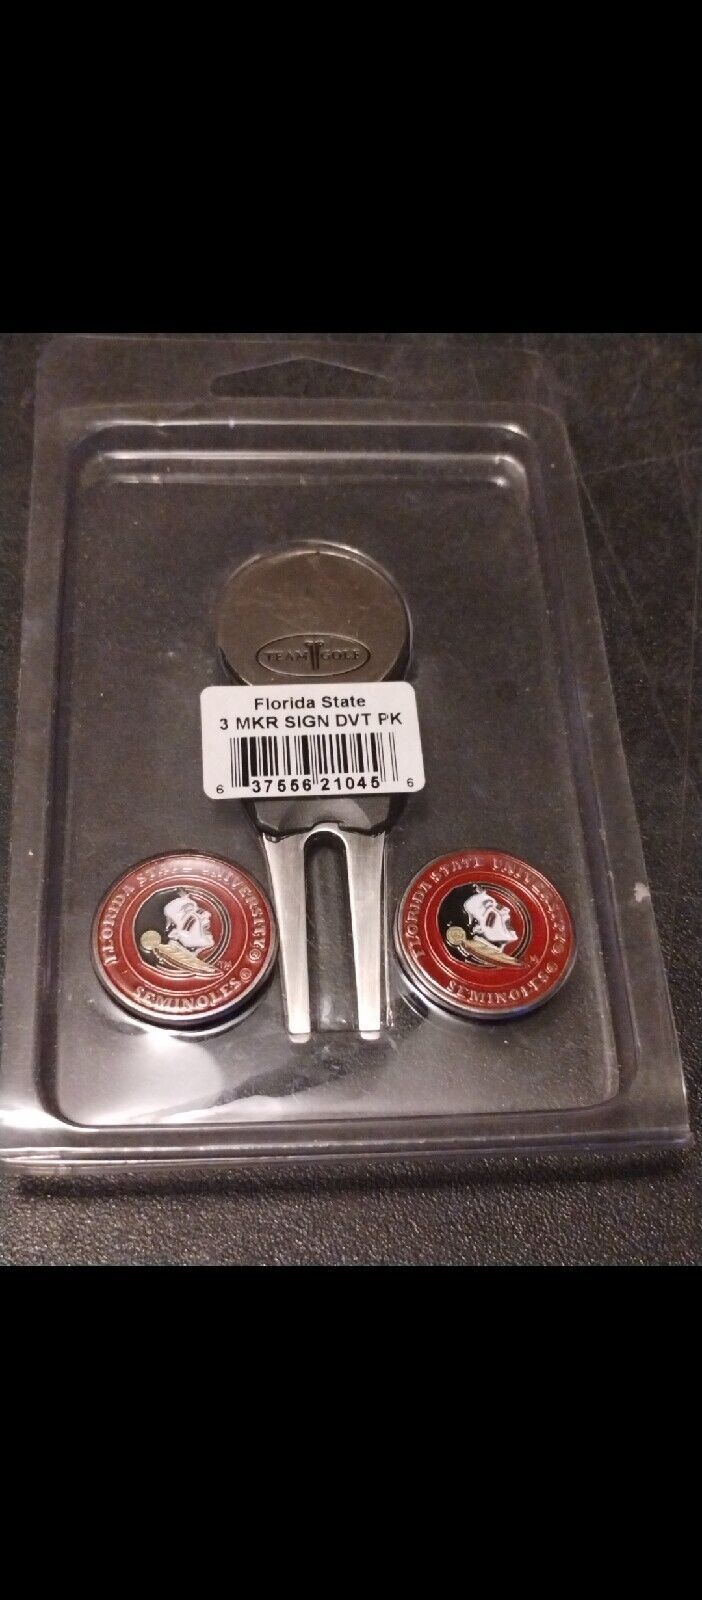 TEAM GOLF
Florida State
3 MKR SIGN DVT PK
6 37556 21045 6
FLORIDA STATE UNIVERSITY®
SEMINOLES®
TM
FLORIDA STATE UNIVERSITY
SEMINOLES®